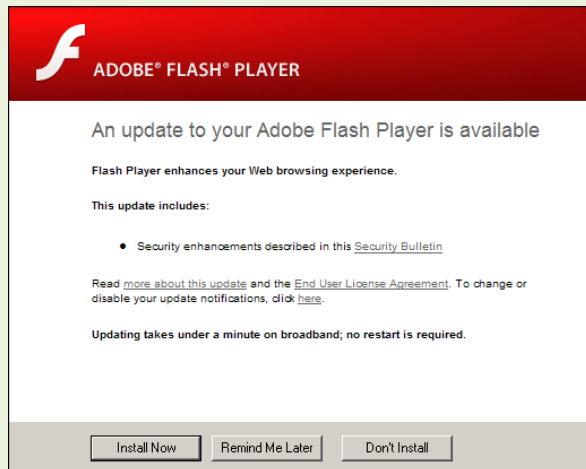 ADOBE® FLASH® PLAYER
An update to your Adobe Flash Player is available
Flash Player enhances your Web browsing experience.
This update includes:
• Security enhancements described in this Security Bulletin
Read more about this update and the End User License Agreement. To change or
disable your update notifications, click here.
Updating takes under a minute on broadband; no restart is required.
Install Now Remind Me Later Don't Install